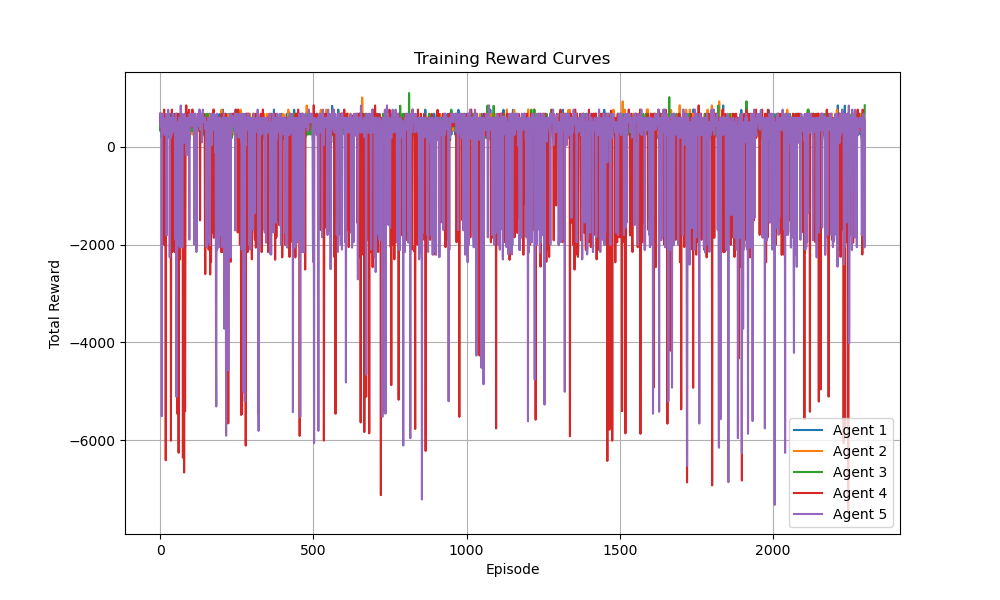 Training Reward Curves
Total Reward
0
−2000
−4000
−6000
Agent 1
Agent 2
Agent 3
Agent 4
Agent 5
0 500 1000 1500 2000
Episode